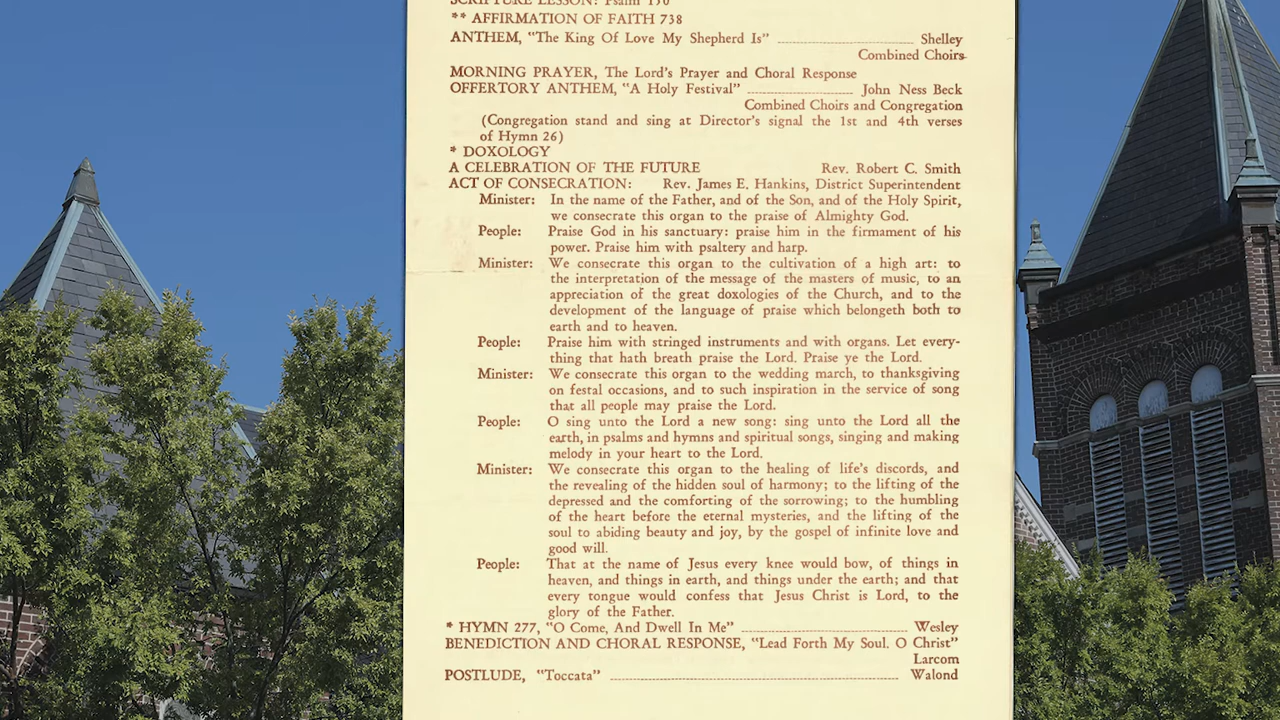 SCRIPTURE LESSON: Psalm 150
** AFFIRMATION OF FAITH 738
ANTHEM, "The King Of Love My Shepherd Is" Shelley
Combined Choirs
MORNING PRAYER, The Lord's Prayer and Choral Response
OFFERTORY ANTHEM, "A Holy Festival" John Ness Beck
Combined Choirs and Congregation
(Congregation stand and sing at Director's signal the 1st and 4th verses
of Hymn 26)
* DOXOLOGY
A CELEBRATION OF THE FUTURE Rev. Robert C. Smith
ACT OF CONSECRATION: Rev. James E. Hankins, District Superintendent
Minister: In the name of the Father, and of the Son, and of the Holy Spirit,
we consecrate this organ to the praise of Almighty God.
People: Praise God in his sanctuary: praise him in the firmament of his
power. Praise him with psaltery and harp.
Minister: We consecrate this organ to the cultivation of a high art: to
the interpretation of the message of the masters of music, to an
appreciation of the great doxologies of the Church, and to the
development of the language of praise which belongeth both to
earth and to heaven.
People: Praise him with stringed instruments and with organs. Let every-
thing that hath breath praise the Lord. Praise ye the Lord.
Minister: We consecrate this organ to the wedding march, to thanksgiving
on festal occasions, and to such inspiration in the service of song
that all people may praise the Lord.
People: O sing unto the Lord a new song: sing unto the Lord all the
earth, in psalms and hymns and spiritual songs, singing and making
melody in your heart to the Lord.
Minister: We consecrate this organ to the healing of life's discords, and
the revealing of the hidden soul of harmony; to the lifting of the
depressed and the comforting of the sorrowing; to the humbling
of the heart before the eternal mysteries, and the lifting of the
soul to abiding beauty and joy, by the gospel of infinite love and
good will.
People: That at the name of Jesus every knee would bow, of things in
heaven, and things in earth, and things under the earth; and that
every tongue would confess that Jesus Christ is Lord, to the
glory of the Father.
* HYMN 277, "O Come, And Dwell In Me" Wesley
BENEDICTION AND CHORAL RESPONSE, "Lead Forth My Soul. O Christ"
Larcom
POSTLUDE, "Toccata" Walond